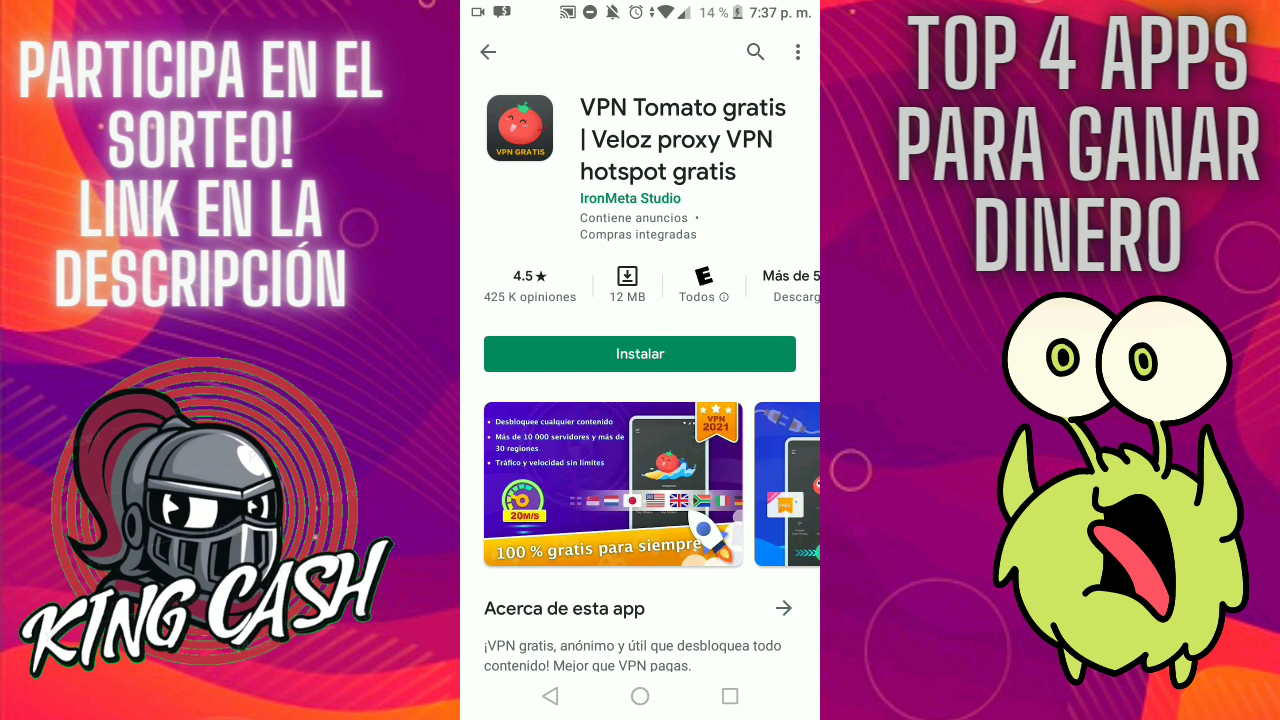 PARTICIPA EN EL
SORTEO!
LINK EN LA
DESCRIPCIÓN
KING CASH
14 %
7:37 p. m.
VPN GRATIS
VPN Tomato gratis
| Veloz proxy VPN
hotspot gratis
IronMeta Studio
Contiene anuncios •
Compras integradas
4.5★
425 K opiniones
12 MB
E
Todos
Más de 5
Descarg
Instalar
• Desbloquee cualquier contenido
• Más de 10 000 servidores y más de
30 regiones
• Tráfico y velocidad sin límites
VPN
2021
20M/S
100 % gratis para siempre
FREE
Acerca de esta app
¡VPN gratis, anónimo y útil que desbloquea todo
contenido! Mejor que VPN pagas.
TOP 4 APPS
PARA GANAR
DINERO